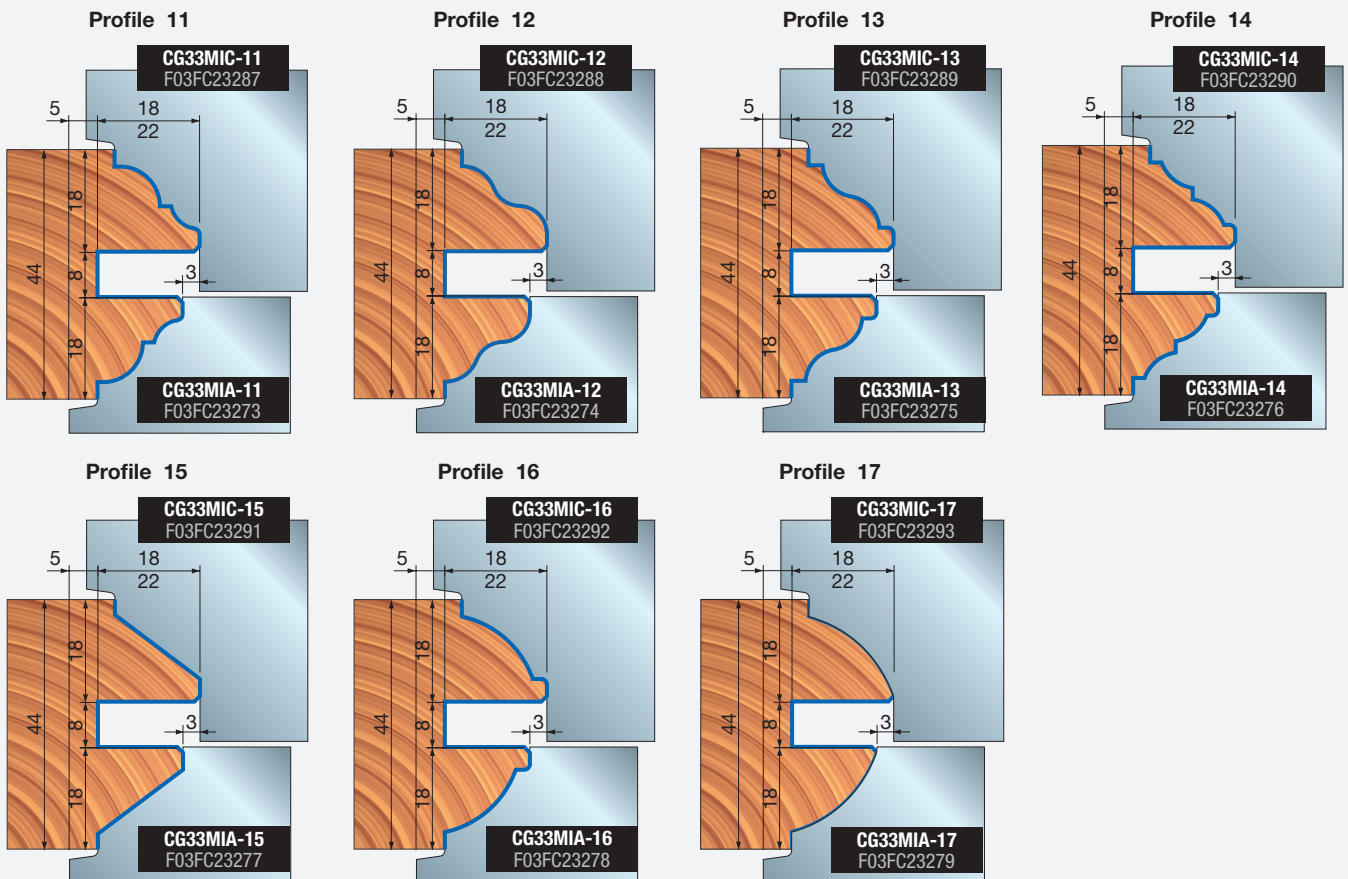 Profile 11
CG33MIC-11
F03FC23287
5
18
22
44
18
8
3
18
CG33MIA-11
F03FC23273
Profile 12
CG33MIC-12
F03FC23288
5
18
22
44
18
8
3
18
CG33MIA-12
F03FC23274
Profile 13
CG33MIC-13
F03FC23289
5
18
22
44
18
8
3
18
CG33MIA-13
F03FC23275
Profile 14
CG33MIC-14
F03FC23290
5
18
22
44
18
8
3
18
CG33MIA-14
F03FC23276
Profile 15
CG33MIC-15
F03FC23291
5
18
22
44
18
8
3
18
CG33MIA-15
F03FC23277
Profile 16
CG33MIC-16
F03FC23292
5
18
22
44
18
8
3
18
CG33MIA-16
F03FC23278
Profile 17
CG33MIC-17
F03FC23293
5
18
22
44
18
8
3
18
CG33MIA-17
F03FC23279